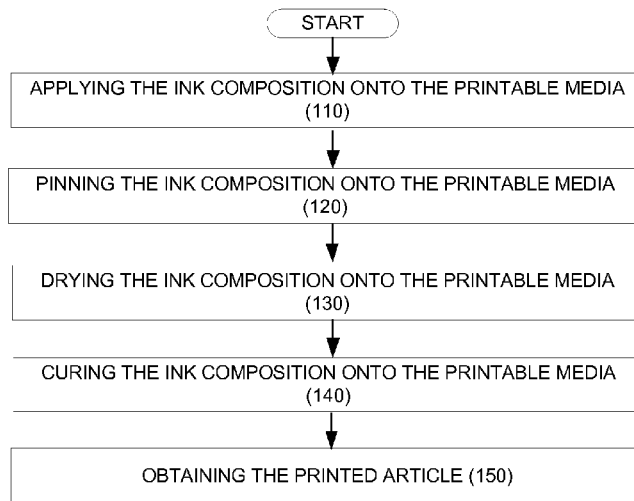 START
APPLYING THE INK COMPOSITION ONTO THE PRINTABLE MEDIA
(110)
PINNING THE INK COMPOSITION ONTO THE PRINTABLE MEDIA
(120)
DRYING THE INK COMPOSITION ONTO THE PRINTABLE MEDIA
(130)
CURING THE INK COMPOSITION ONTO THE PRINTABLE MEDIA
(140)
OBTAINING THE PRINTED ARTICLE (150)